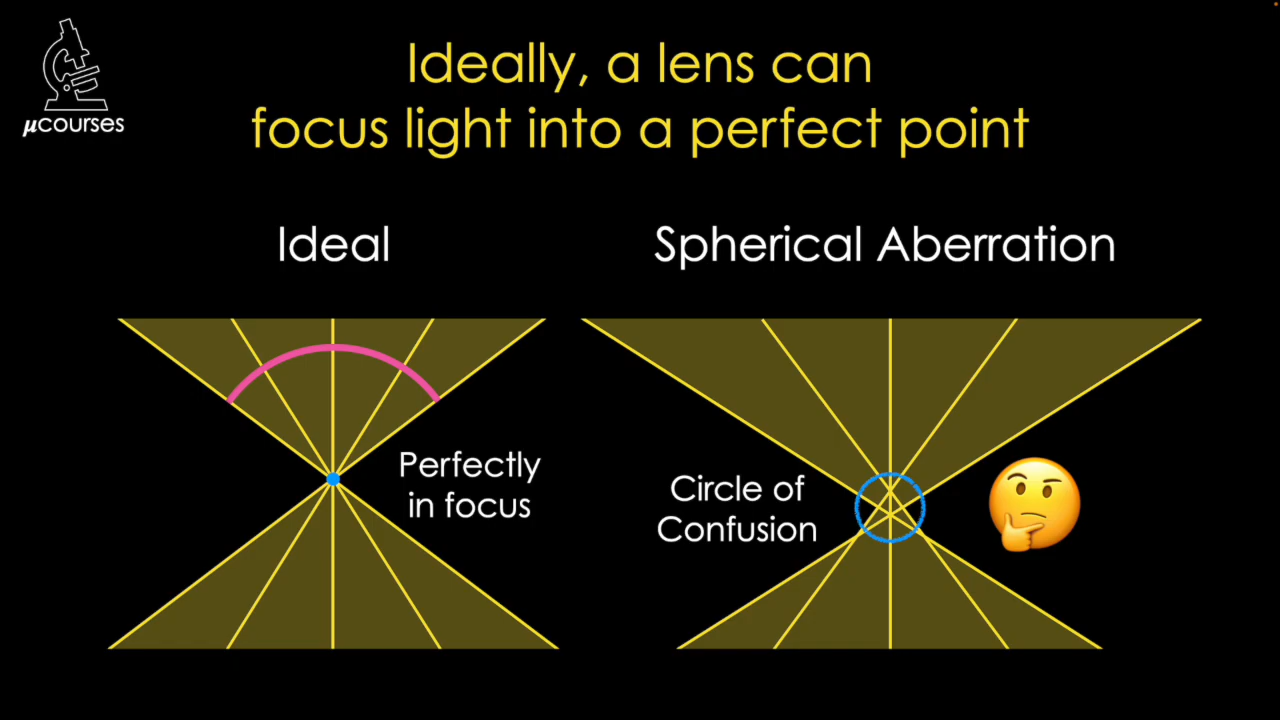 µcourses
Ideally, a lens can
focus light into a perfect point
Ideal
Spherical Aberration
Perfectly
in focus
Circle of
Confusion